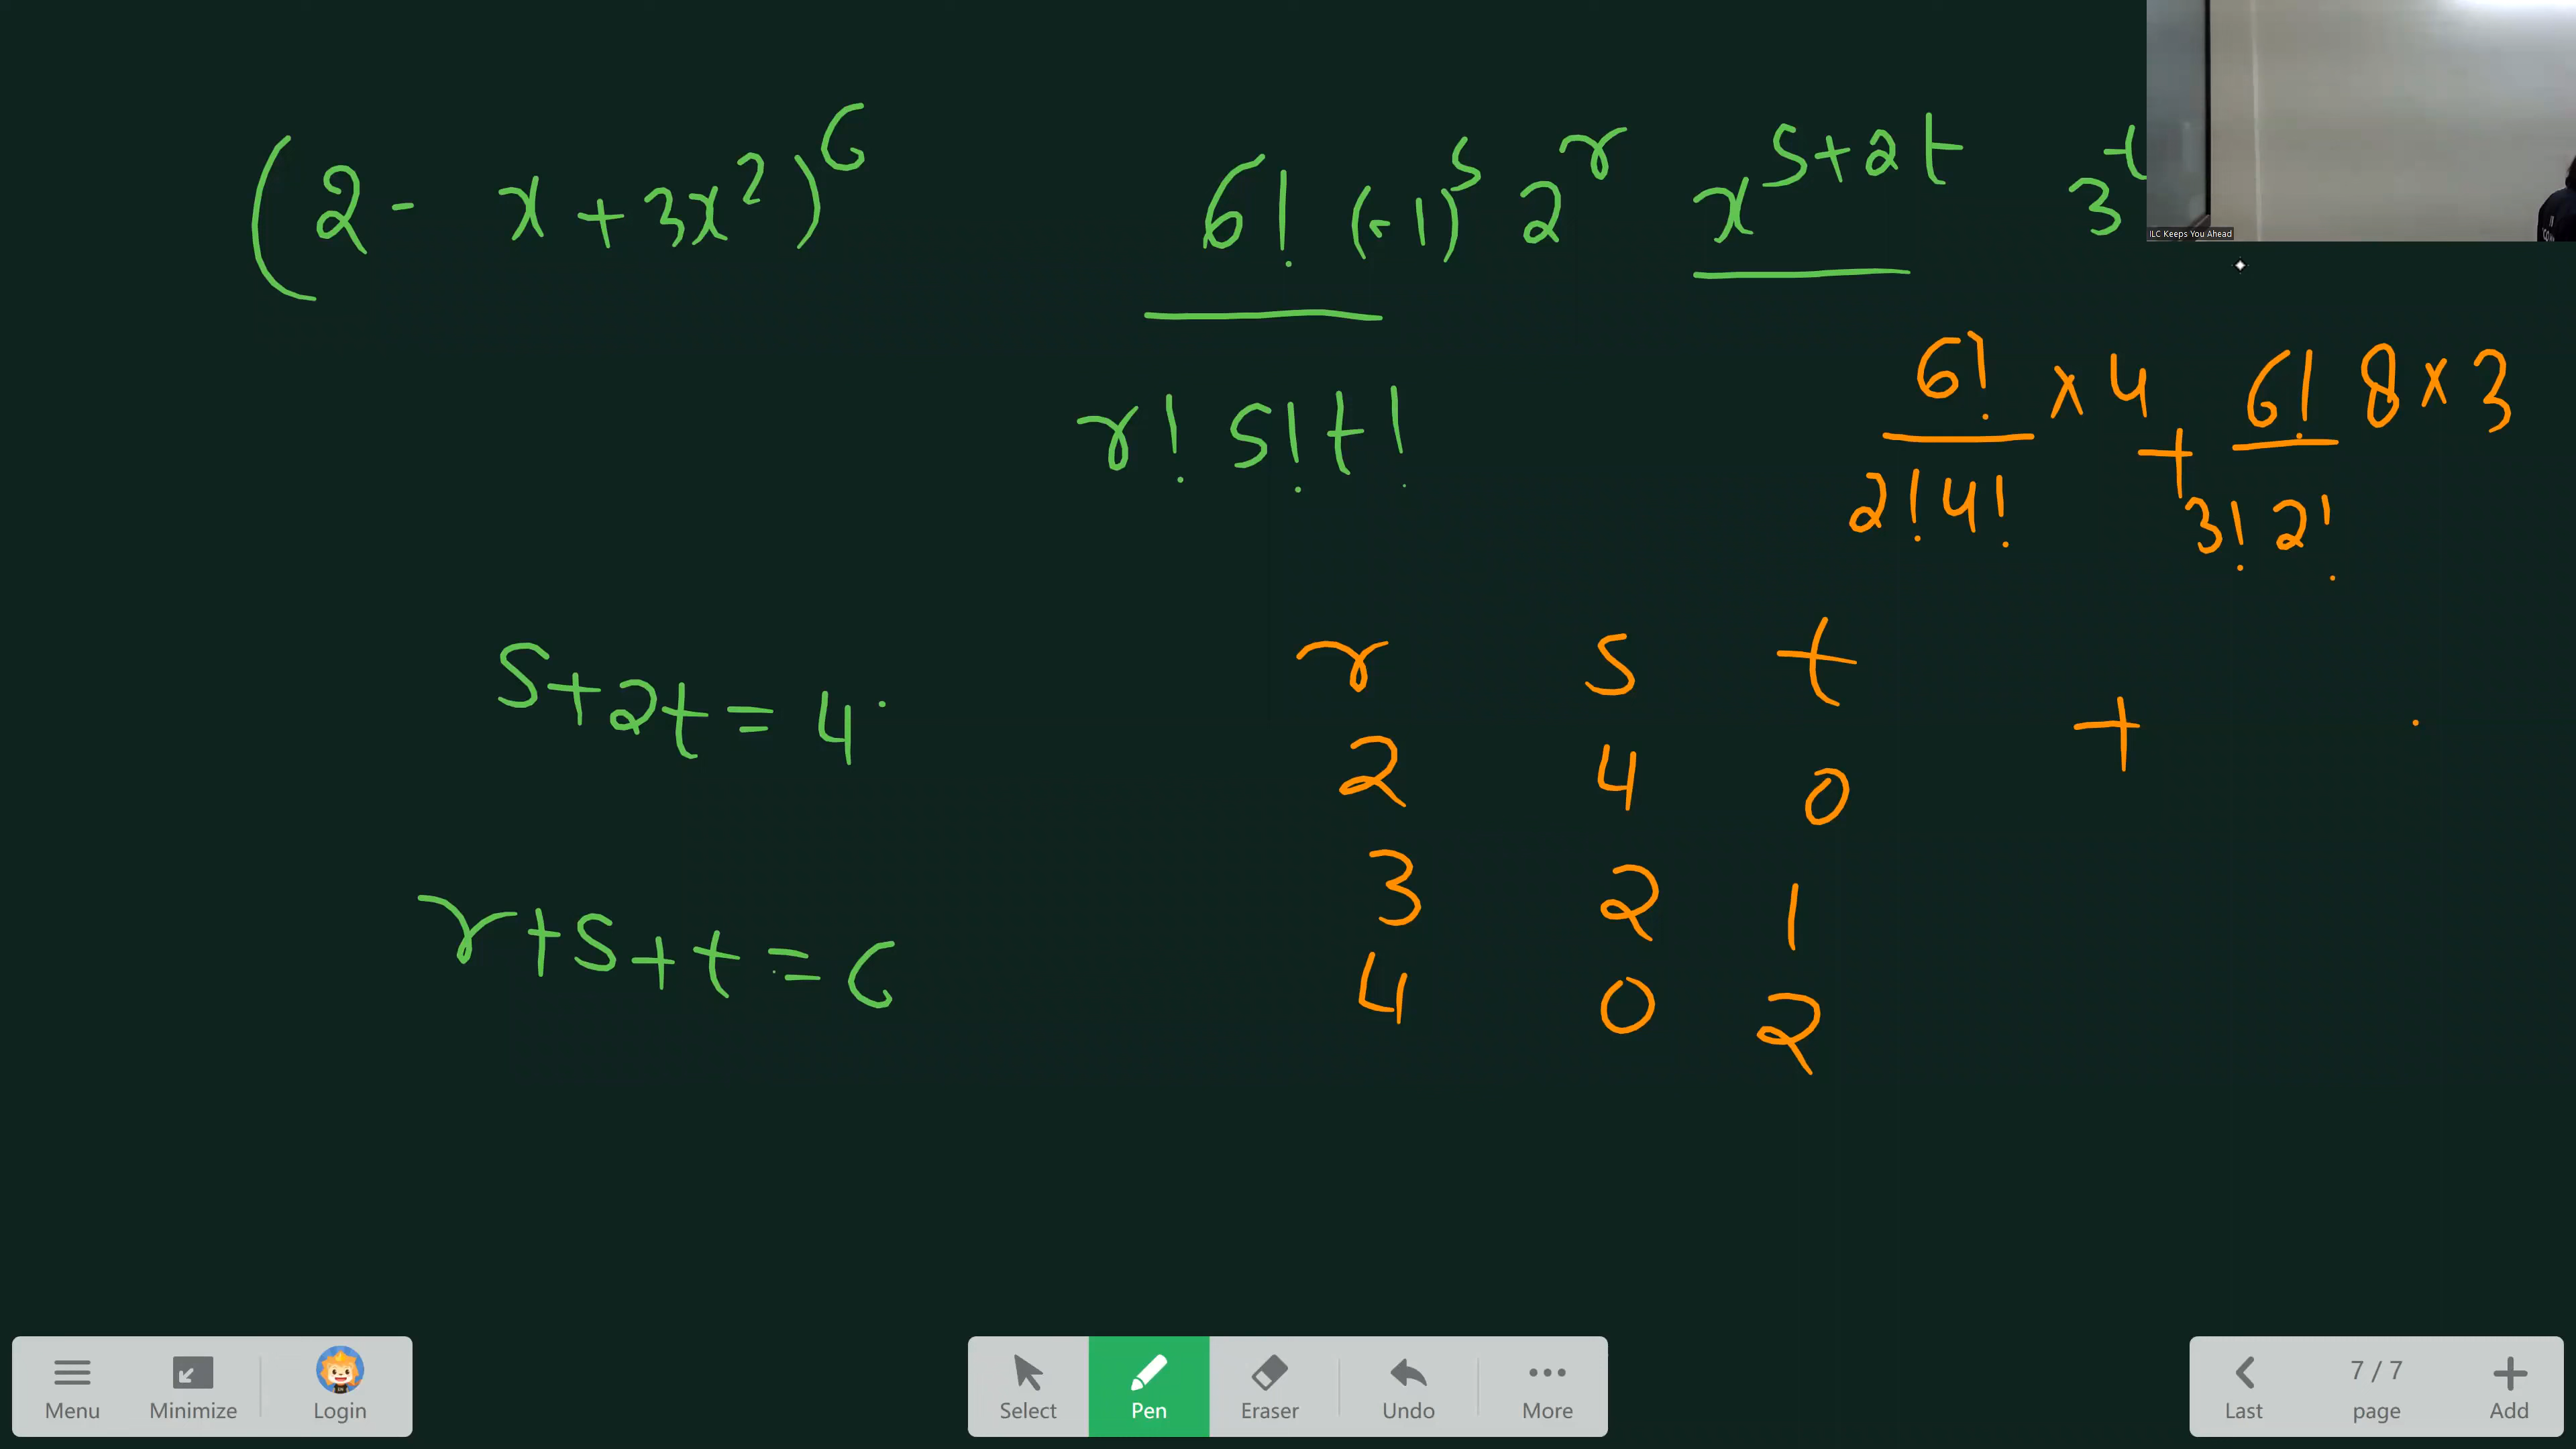 (2 - x + 3x²)⁶
6! (-1)ˢ 2ʳ x^(s+2t) 3ᵗ
r! s! t!
ILC Keeps You Ahead
6! × 4 + 6! 8 × 3
2! 4! 3! 2!
s + 2t = 4
r + s + t = 6
r s t
2 4 0 +
3 2 1
4 0 2
Menu Minimize Login Select Pen Eraser Undo More Last 7 / 7 page Add